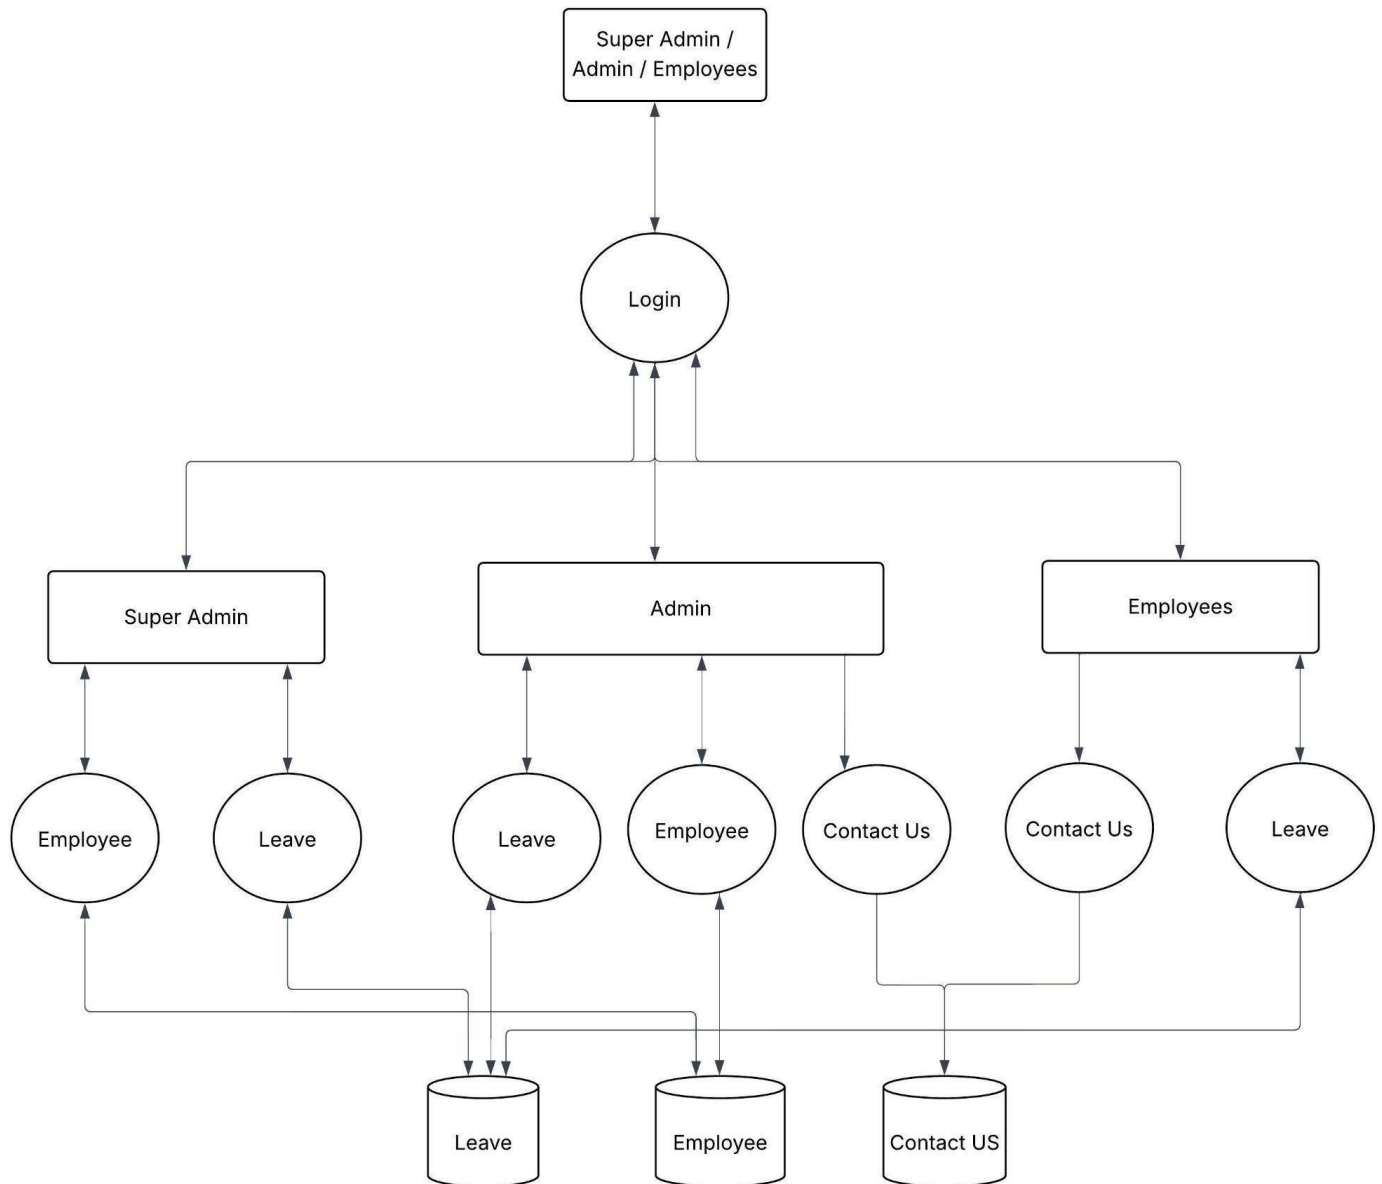 Super Admin /
Admin / Employees
Login
Super Admin
Admin
Employees
Employee
Leave
Leave
Employee
Contact Us
Contact Us
Leave
Leave
Employee
Contact US